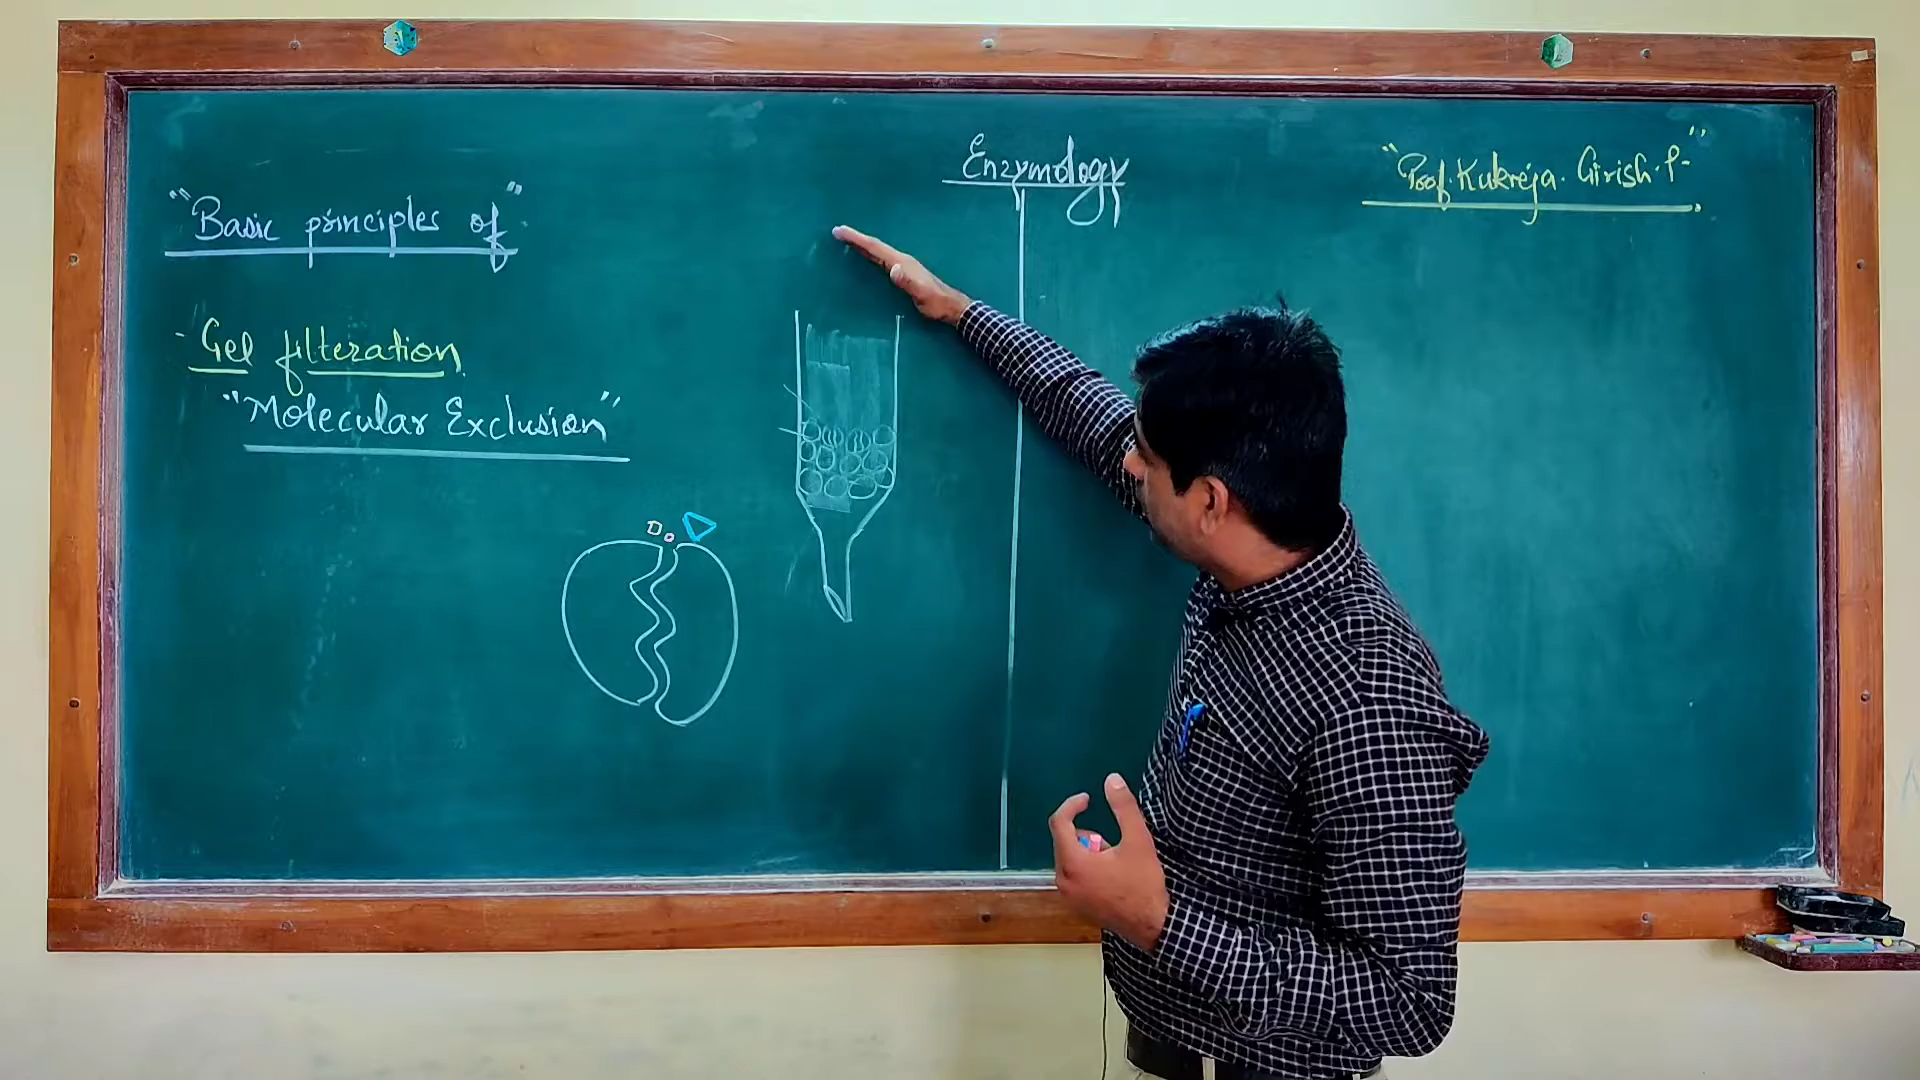 Enzymology
"Prof. Kukreja. Girish. P-"
"Basic principles of"
- Gel filteration.
"Molecular Exclusion"